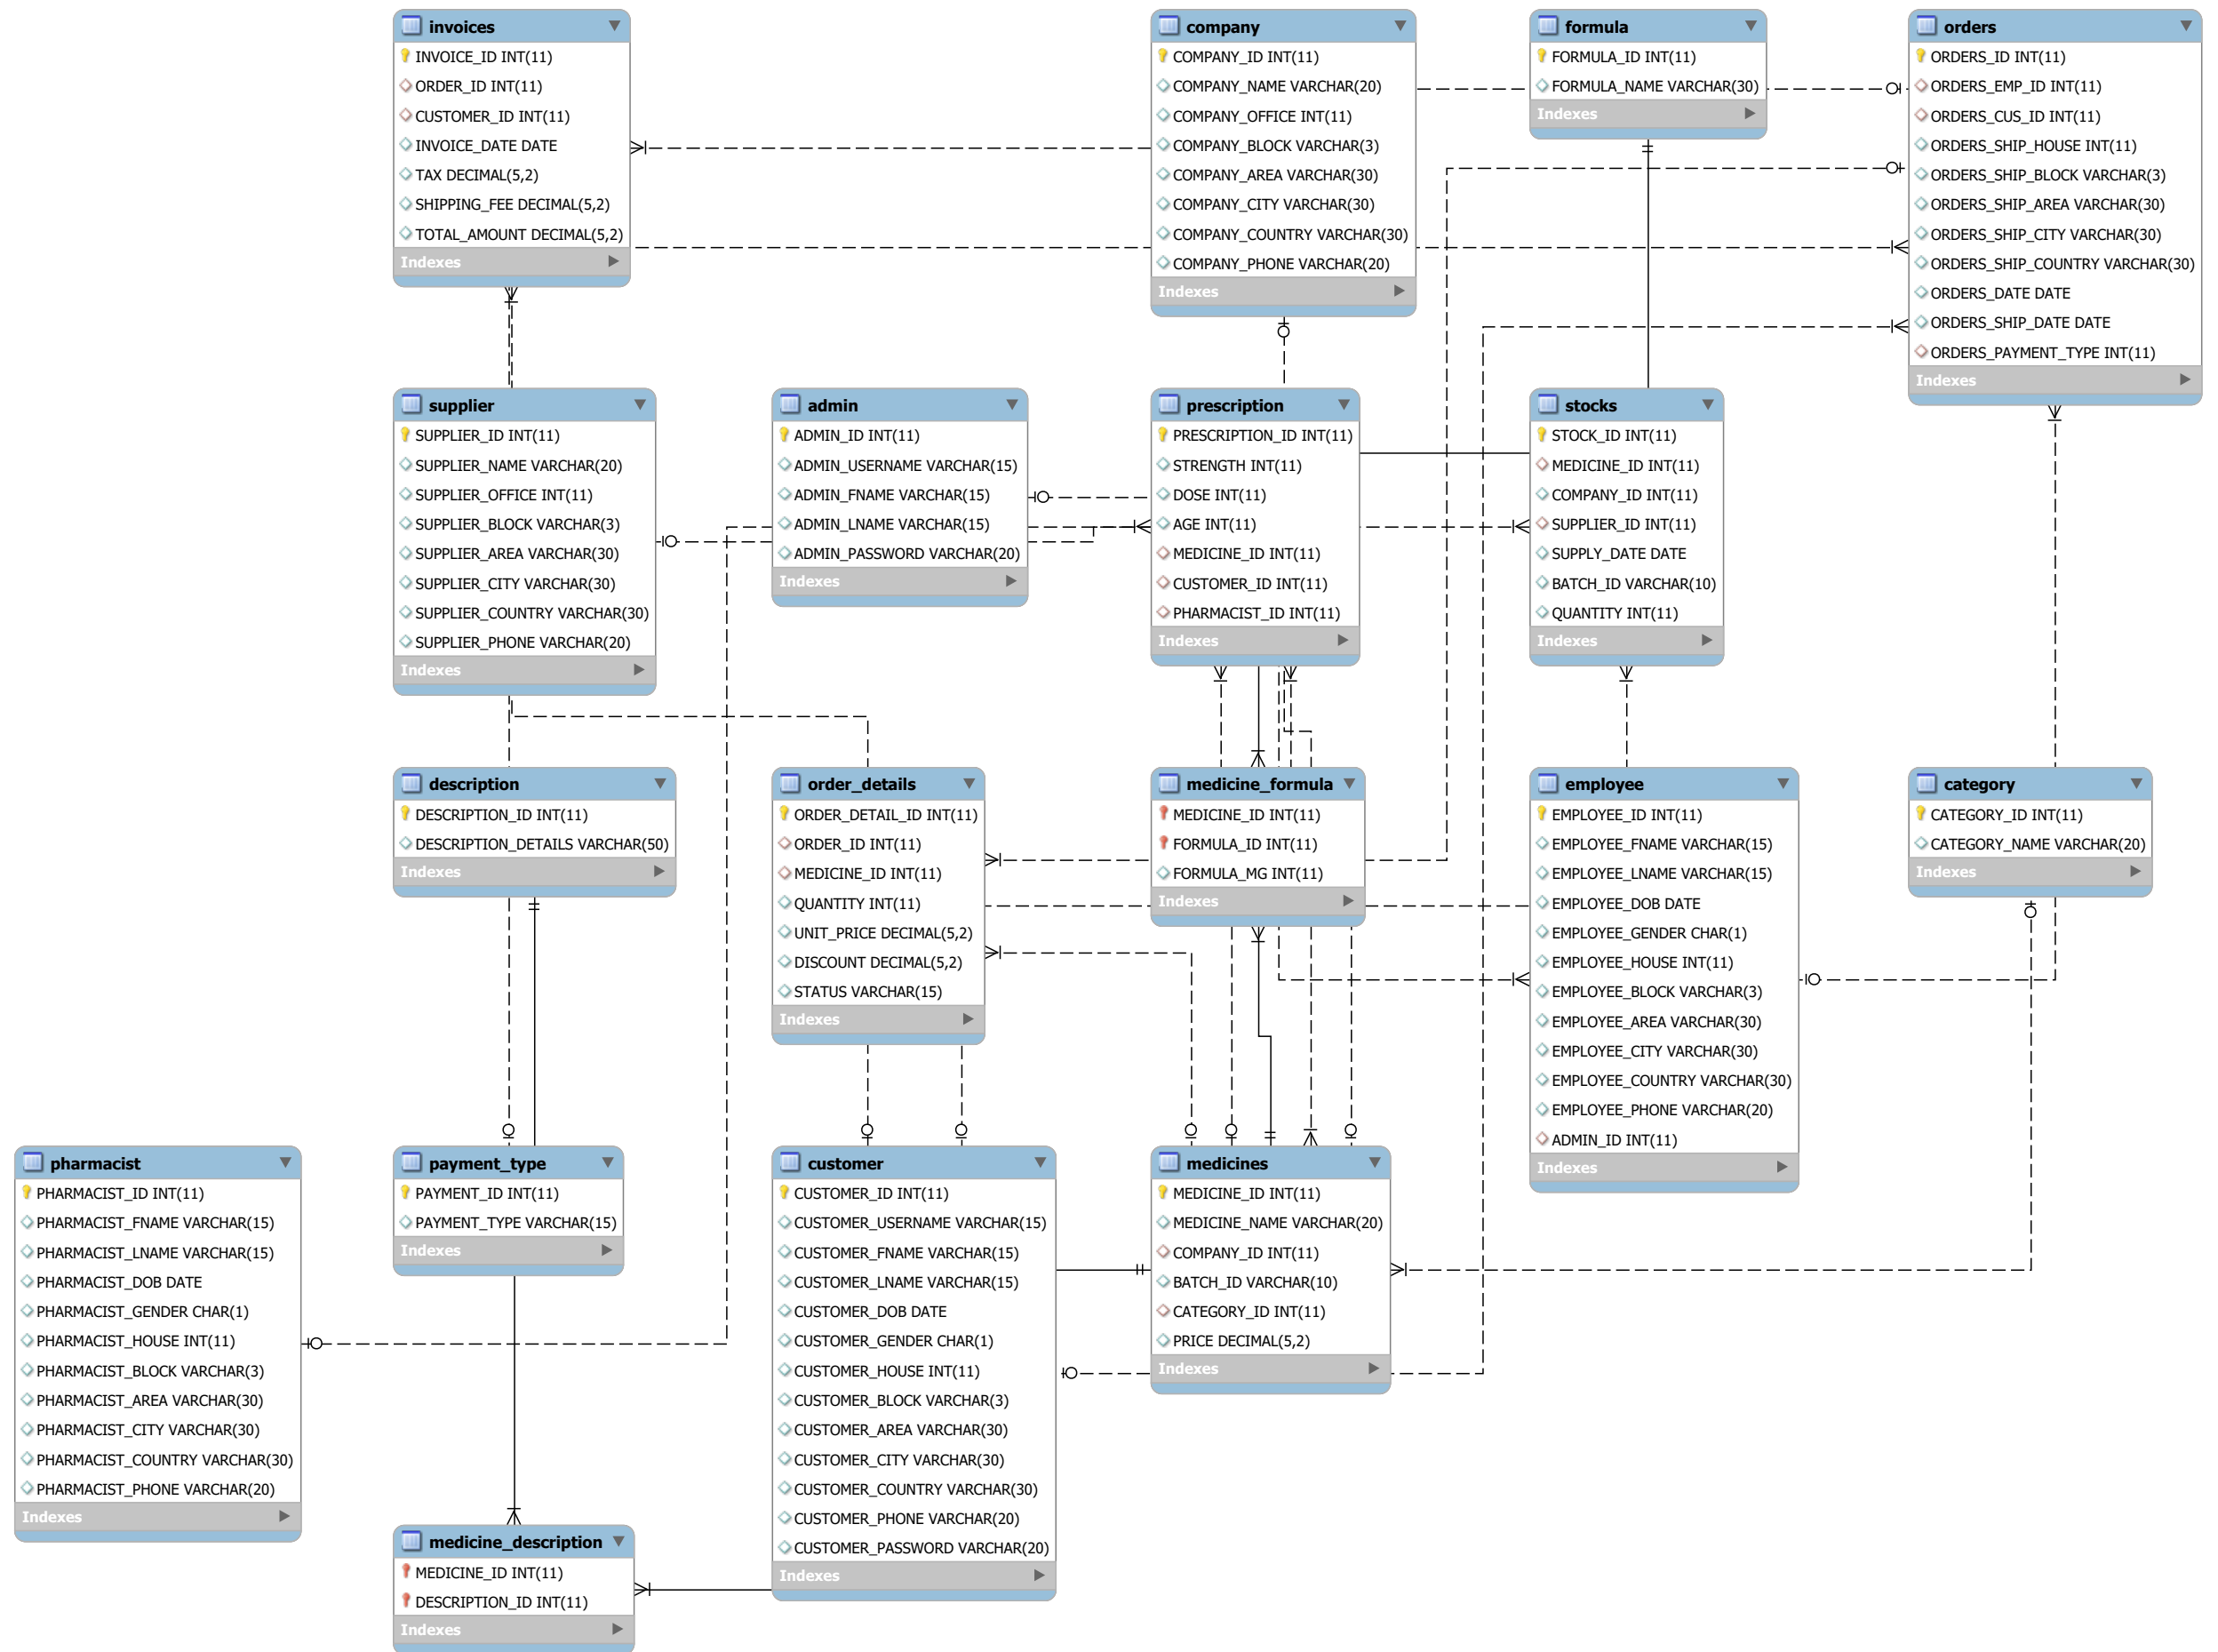 invoices
INVOICE_ID INT(11)
ORDER_ID INT(11)
CUSTOMER_ID INT(11)
INVOICE_DATE DATE
TAX DECIMAL(5,2)
SHIPPING_FEE DECIMAL(5,2)
TOTAL_AMOUNT DECIMAL(5,2)
Indexes
company
COMPANY_ID INT(11)
COMPANY_NAME VARCHAR(20)
COMPANY_OFFICE INT(11)
COMPANY_BLOCK VARCHAR(3)
COMPANY_AREA VARCHAR(30)
COMPANY_CITY VARCHAR(30)
COMPANY_COUNTRY VARCHAR(30)
COMPANY_PHONE VARCHAR(20)
Indexes
formula
FORMULA_ID INT(11)
FORMULA_NAME VARCHAR(30)
Indexes
orders
ORDERS_ID INT(11)
ORDERS_EMP_ID INT(11)
ORDERS_CUS_ID INT(11)
ORDERS_SHIP_HOUSE INT(11)
ORDERS_SHIP_BLOCK VARCHAR(3)
ORDERS_SHIP_AREA VARCHAR(30)
ORDERS_SHIP_CITY VARCHAR(30)
ORDERS_SHIP_COUNTRY VARCHAR(30)
ORDERS_DATE DATE
ORDERS_SHIP_DATE DATE
ORDERS_PAYMENT_TYPE INT(11)
Indexes
supplier
SUPPLIER_ID INT(11)
SUPPLIER_NAME VARCHAR(20)
SUPPLIER_OFFICE INT(11)
SUPPLIER_BLOCK VARCHAR(3)
SUPPLIER_AREA VARCHAR(30)
SUPPLIER_CITY VARCHAR(30)
SUPPLIER_COUNTRY VARCHAR(30)
SUPPLIER_PHONE VARCHAR(20)
Indexes
admin
ADMIN_ID INT(11)
ADMIN_USERNAME VARCHAR(15)
ADMIN_FNAME VARCHAR(15)
ADMIN_LNAME VARCHAR(15)
ADMIN_PASSWORD VARCHAR(20)
Indexes
prescription
PRESCRIPTION_ID INT(11)
STRENGTH INT(11)
DOSE INT(11)
AGE INT(11)
MEDICINE_ID INT(11)
CUSTOMER_ID INT(11)
PHARMACIST_ID INT(11)
Indexes
stocks
STOCK_ID INT(11)
MEDICINE_ID INT(11)
COMPANY_ID INT(11)
SUPPLIER_ID INT(11)
SUPPLY_DATE DATE
BATCH_ID VARCHAR(10)
QUANTITY INT(11)
Indexes
description
DESCRIPTION_ID INT(11)
DESCRIPTION_DETAILS VARCHAR(50)
Indexes
order_details
ORDER_DETAIL_ID INT(11)
ORDER_ID INT(11)
MEDICINE_ID INT(11)
QUANTITY INT(11)
UNIT_PRICE DECIMAL(5,2)
DISCOUNT DECIMAL(5,2)
STATUS VARCHAR(15)
Indexes
medicine_formula
MEDICINE_ID INT(11)
FORMULA_ID INT(11)
FORMULA_MG INT(11)
Indexes
employee
EMPLOYEE_ID INT(11)
EMPLOYEE_FNAME VARCHAR(15)
EMPLOYEE_LNAME VARCHAR(15)
EMPLOYEE_DOB DATE
EMPLOYEE_GENDER CHAR(1)
EMPLOYEE_HOUSE INT(11)
EMPLOYEE_BLOCK VARCHAR(3)
EMPLOYEE_AREA VARCHAR(30)
EMPLOYEE_CITY VARCHAR(30)
EMPLOYEE_COUNTRY VARCHAR(30)
EMPLOYEE_PHONE VARCHAR(20)
ADMIN_ID INT(11)
Indexes
category
CATEGORY_ID INT(11)
CATEGORY_NAME VARCHAR(20)
Indexes
pharmacist
PHARMACIST_ID INT(11)
PHARMACIST_FNAME VARCHAR(15)
PHARMACIST_LNAME VARCHAR(15)
PHARMACIST_DOB DATE
PHARMACIST_GENDER CHAR(1)
PHARMACIST_HOUSE INT(11)
PHARMACIST_BLOCK VARCHAR(3)
PHARMACIST_AREA VARCHAR(30)
PHARMACIST_CITY VARCHAR(30)
PHARMACIST_COUNTRY VARCHAR(30)
PHARMACIST_PHONE VARCHAR(20)
Indexes
payment_type
PAYMENT_ID INT(11)
PAYMENT_TYPE VARCHAR(15)
Indexes
customer
CUSTOMER_ID INT(11)
CUSTOMER_USERNAME VARCHAR(15)
CUSTOMER_FNAME VARCHAR(15)
CUSTOMER_LNAME VARCHAR(15)
CUSTOMER_DOB DATE
CUSTOMER_GENDER CHAR(1)
CUSTOMER_HOUSE INT(11)
CUSTOMER_BLOCK VARCHAR(3)
CUSTOMER_AREA VARCHAR(30)
CUSTOMER_CITY VARCHAR(30)
CUSTOMER_COUNTRY VARCHAR(30)
CUSTOMER_PHONE VARCHAR(20)
CUSTOMER_PASSWORD VARCHAR(20)
Indexes
medicines
MEDICINE_ID INT(11)
MEDICINE_NAME VARCHAR(20)
COMPANY_ID INT(11)
BATCH_ID VARCHAR(10)
CATEGORY_ID INT(11)
PRICE DECIMAL(5,2)
Indexes
medicine_description
MEDICINE_ID INT(11)
DESCRIPTION_ID INT(11)
Indexes